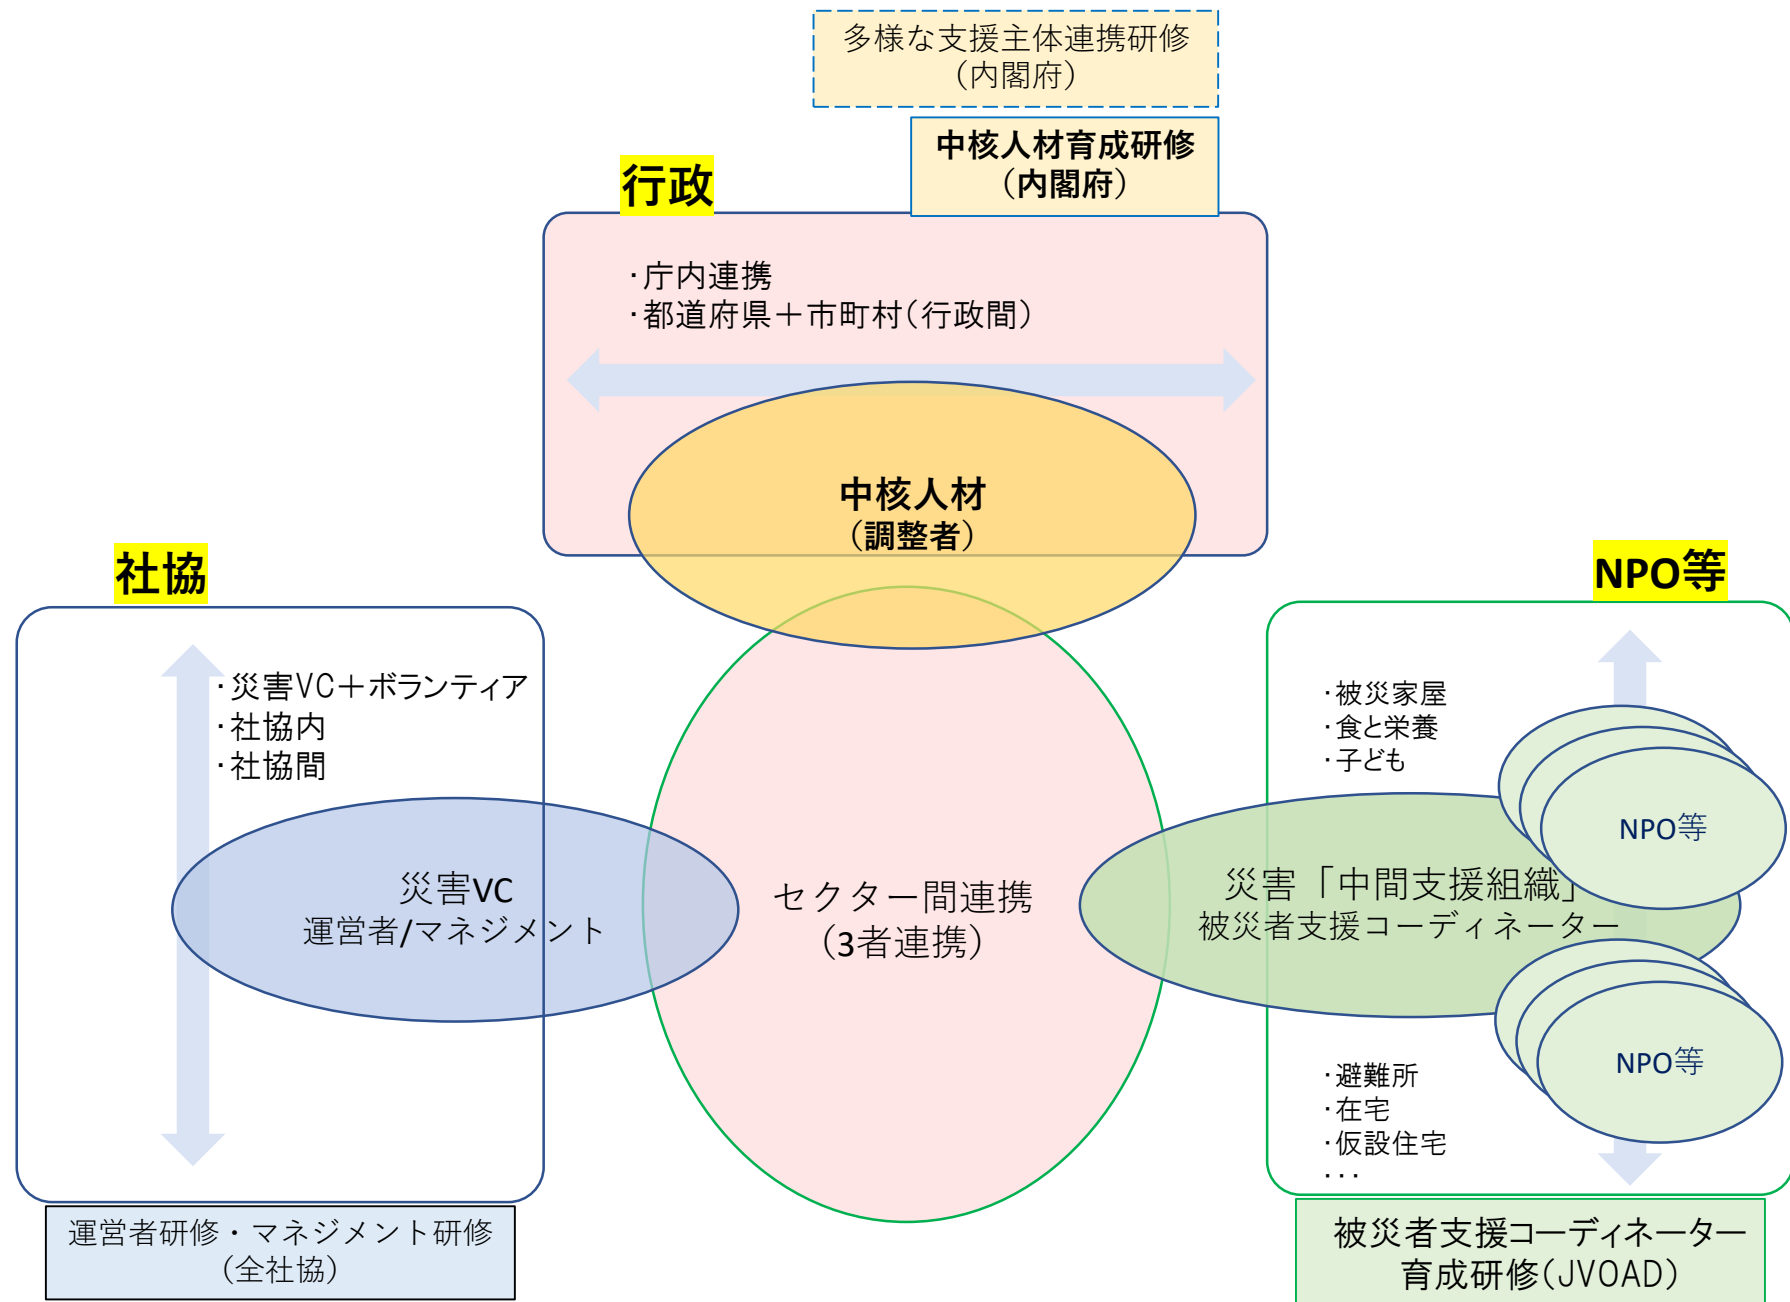 多様な支援主体連携研修
(内閣府)
中核人材育成研修
(内閣府)
行政
・庁内連携
・都道府県＋市町村(行政間)
中核人材
(調整者)
社協
・災害VC＋ボランティア
・社協内
・社協間
災害VC
運営者/マネジメント
運営者研修・マネジメント研修
(全社協)
セクター間連携
(3者連携)
NPO等
・被災家屋
・食と栄養
・子ども
NPO等
災害「中間支援組織」
被災者支援コーディネーター
NPO等
・避難所
・在宅
・仮設住宅
・・・
被災者支援コーディネーター
育成研修(JVOAD)